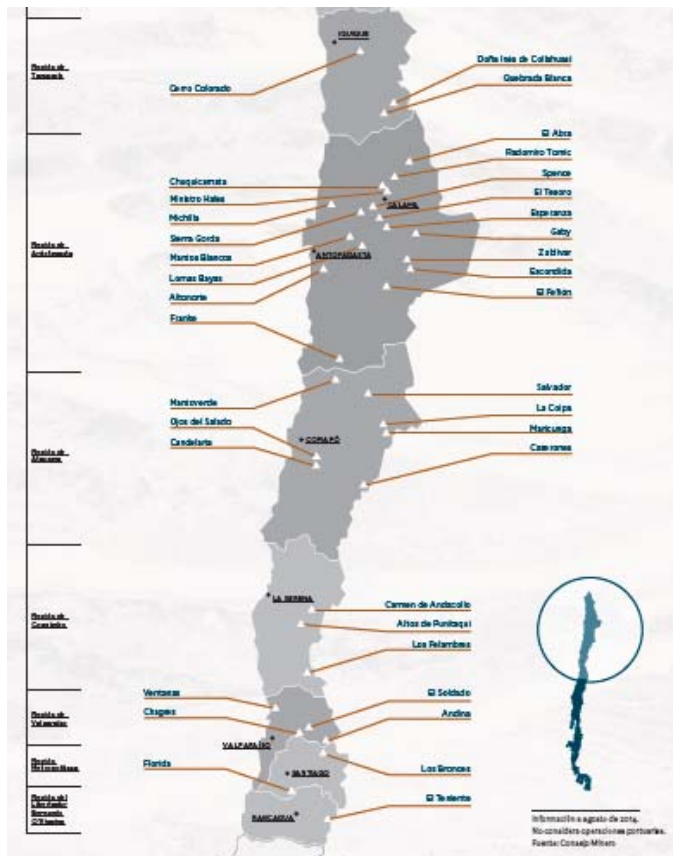 IQUIQUE
Doña Inés de Collahuasi
Quebrada Blanca
Región de
Tarapacá
Cerro Colorado
El Abra
Radomiro Tomic
Chuquicamata
Spence
Ministro Hales
CALAMA
El Tesoro
Michilla
Esperanza
Sierra Gorda
Gaby
Región de
Antofagasta
Mantos Blancos
ANTOFAGASTA
Zaldívar
Lomas Bayas
Escondida
Altonorte
El Peñón
Franke
Salvador
Mantoverde
La Coipa
Ojos del Salado
Maricunga
COPIAPÓ
Candelaria
Caserones
Región de
Atacama
LA SERENA
Carmen de Andacollo
Región de
Coquimbo
Altos de Punitaqui
Los Pelambres
Ventanas
El Soldado
Chagres
Andina
Región de
Valparaíso
VALPARAÍSO
Región
Metropolitana
Florida
SANTIAGO
Los Bronces
Región del
Libertador
Bernardo
O'Higgins
El Teniente
RANCAGUA
Información a agosto de 2014.
No considera operaciones portuarias.
Fuente: Consejo Minero